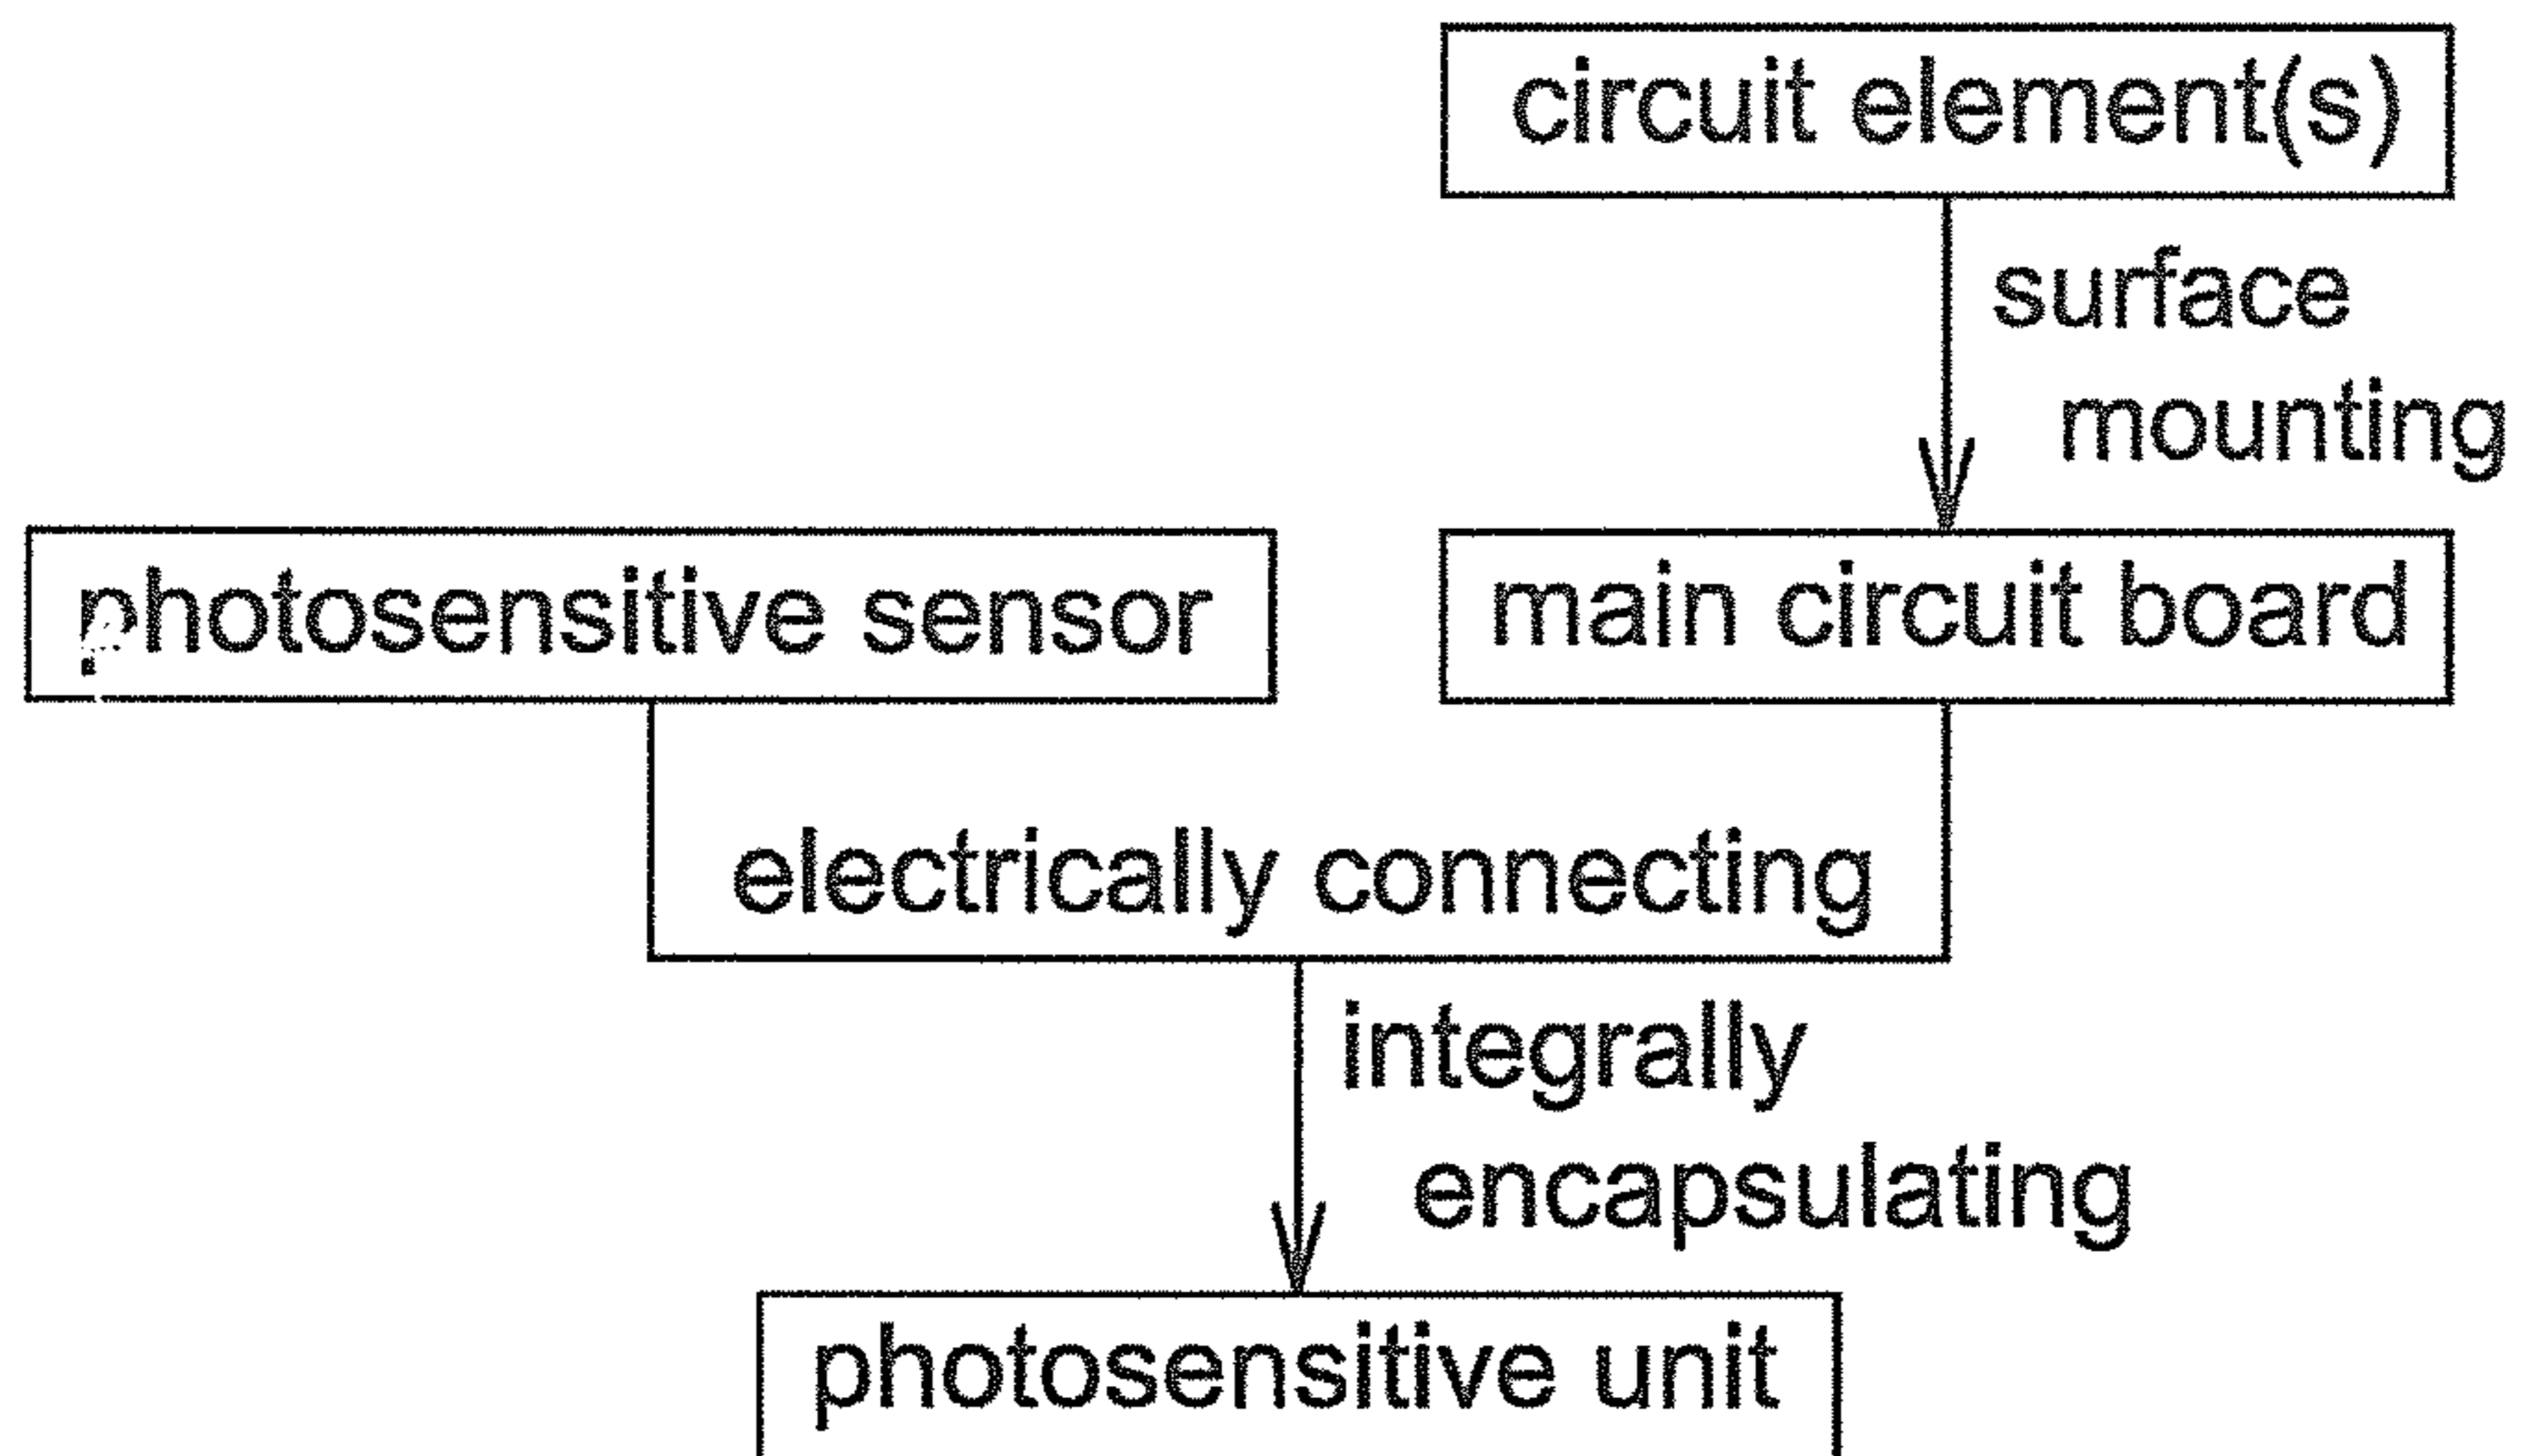 circuit element(s)
surface
mounting
photosensitive sensor
main circuit board
electrically connecting
integrally
encapsulating
photosensitive unit